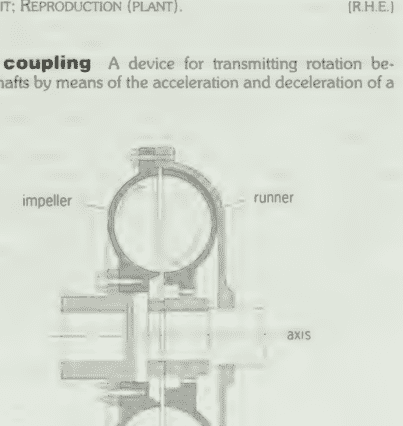 IT; REPRODUCTION (PLANT). [R.H.E.]
coupling A device for transmitting rotation be-
hafts by means of the acceleration and deceleration of a
impeller runner
axis